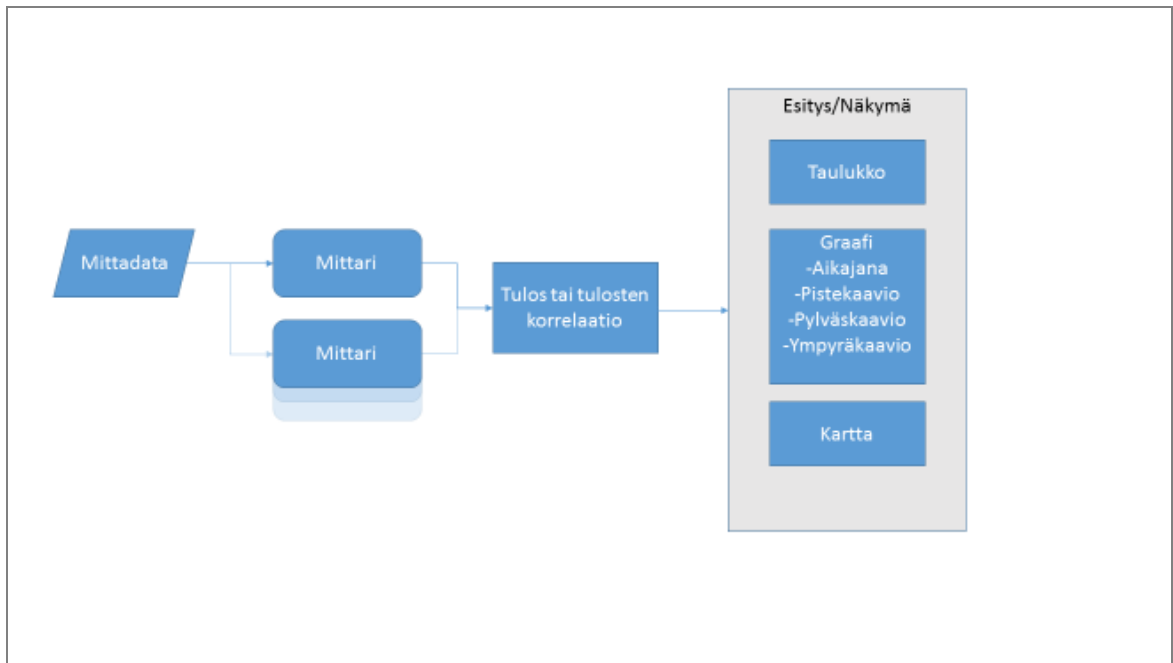 Mittadata
Mittari
Mittari
Tulos tai tulosten
korrelaatio
Esitys/Näkymä
Taulukko
Graafi
-Aikajana
-Pistekaavio
-Pylväskaavio
-Ympyräkaavio
Kartta